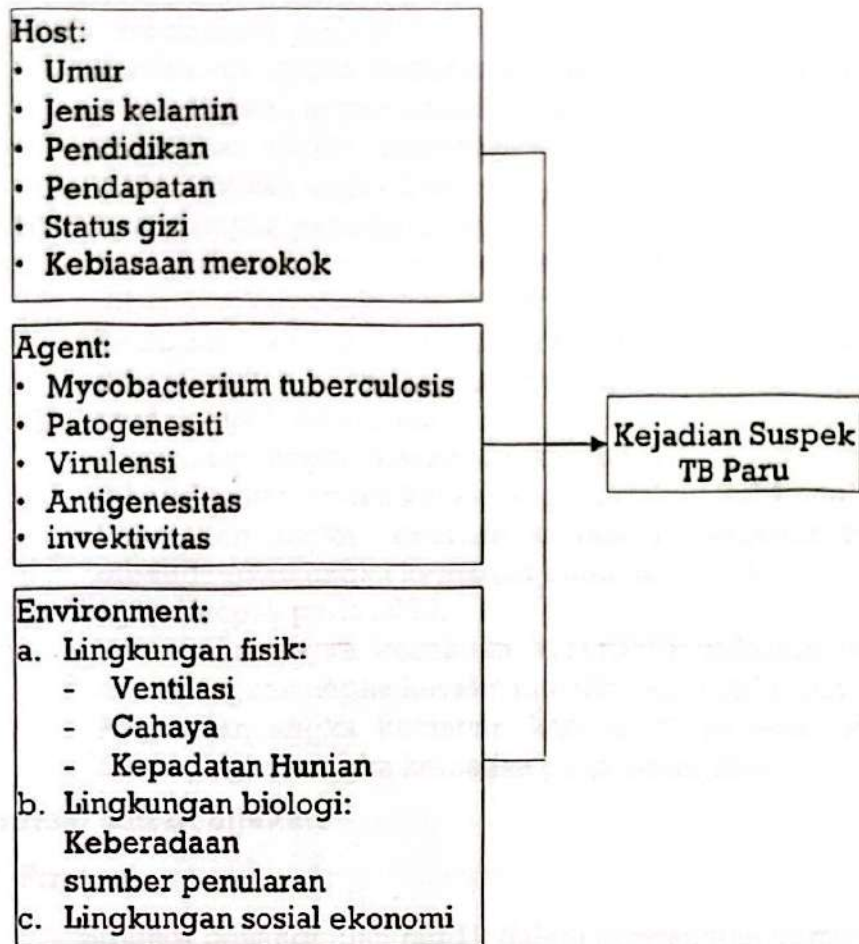 Host:
• Umur
• Jenis kelamin
• Pendidikan
• Pendapatan
• Status gizi
• Kebiasaan merokok
Agent:
• Mycobacterium tuberculosis
• Patogenesiti
• Virulensi
• Antigenesitas
• invektivitas
Environment:
a. Lingkungan fisik:
- Ventilasi
- Cahaya
- Kepadatan Hunian
b. Lingkungan biologi:
Keberadaan
sumber penularan
c. Lingkungan sosial ekonomi
Kejadian Suspek
TB Paru